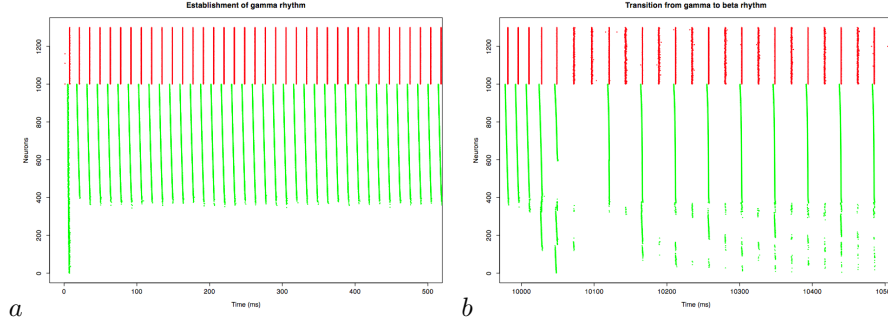 Establishment of gamma rhythm
Neurons
0 200 400 600 800 1000 1200
0 100 200 300 400 500
Time (ms)
a
Transition from gamma to beta rhythm
Neurons
0 200 400 600 800 1000 1200
10000 10100 10200 10300 10400
Time (ms)
b